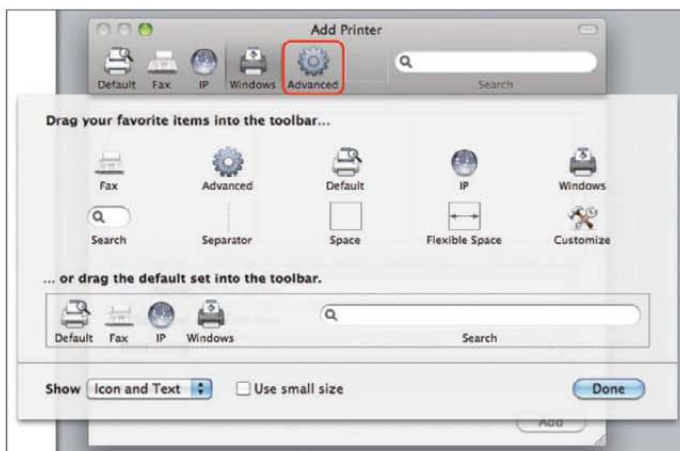 Add Printer
Default Fax IP Windows Advanced Search
Drag your favorite items into the toolbar...
Fax Advanced Default IP Windows
Search Separator Space Flexible Space Customize
... or drag the default set into the toolbar.
Default Fax IP Windows Search
Show Icon and Text Use small size Done
Add